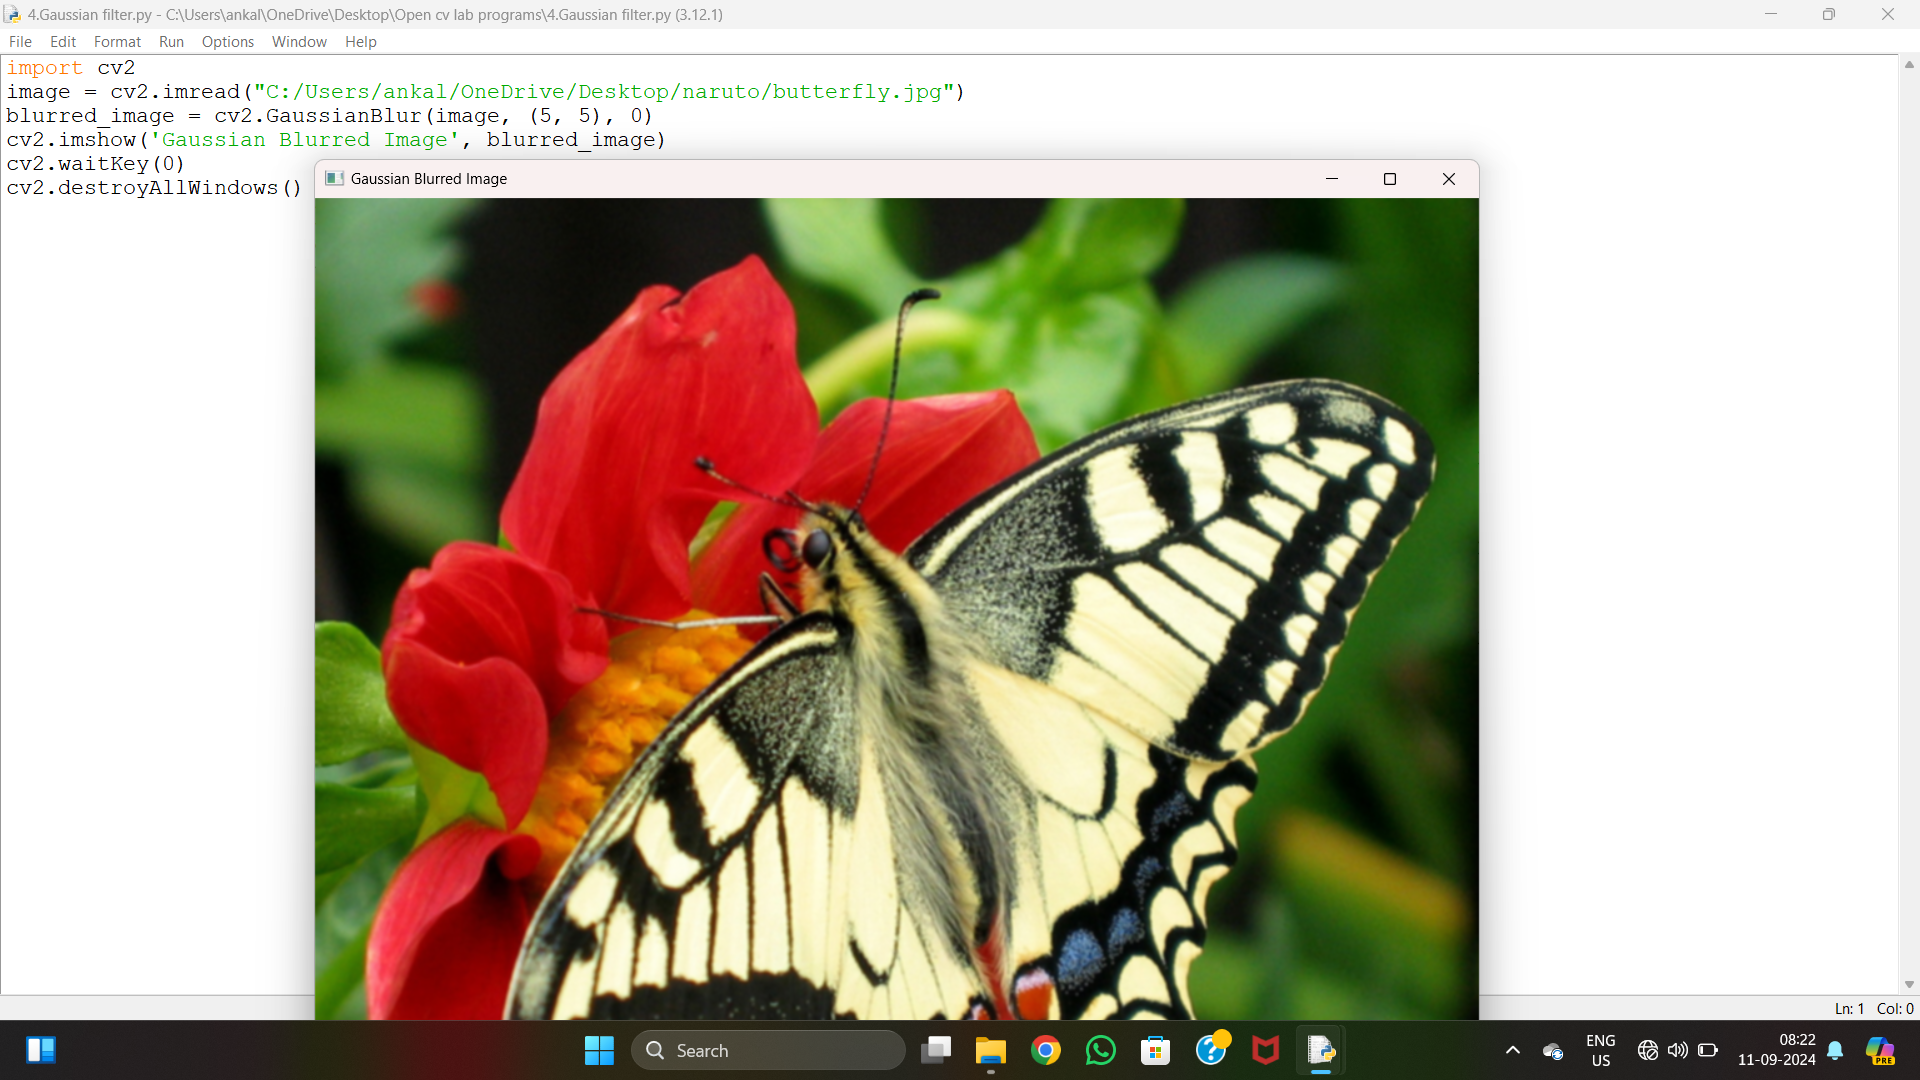 4.Gaussian filter.py - C:\Users\ankal\OneDrive\Desktop\Open cv lab programs\4.Gaussian filter.py (3.12.1)
File Edit Format Run Options Window Help
import cv2
image = cv2.imread("C:/Users/ankal/OneDrive/Desktop/naruto/butterfly.jpg")
blurred_image = cv2.GaussianBlur(image, (5, 5), 0)
cv2.imshow('Gaussian Blurred Image', blurred_image)
cv2.waitKey(0)
cv2.destroyAllWindows()
Gaussian Blurred Image
Ln: 1 Col: 0
Search
ENG
US
08:22
11-09-2024
PRE